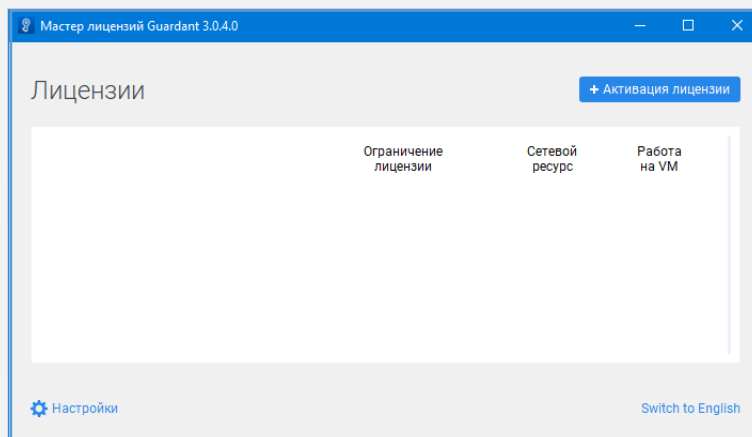 Мастер лицензий Guardant 3.0.4.0
Лицензии
+ Активация лицензии
Ограничение лицензии
Сетевой ресурс
Работа на VM
Настройки
Switch to English